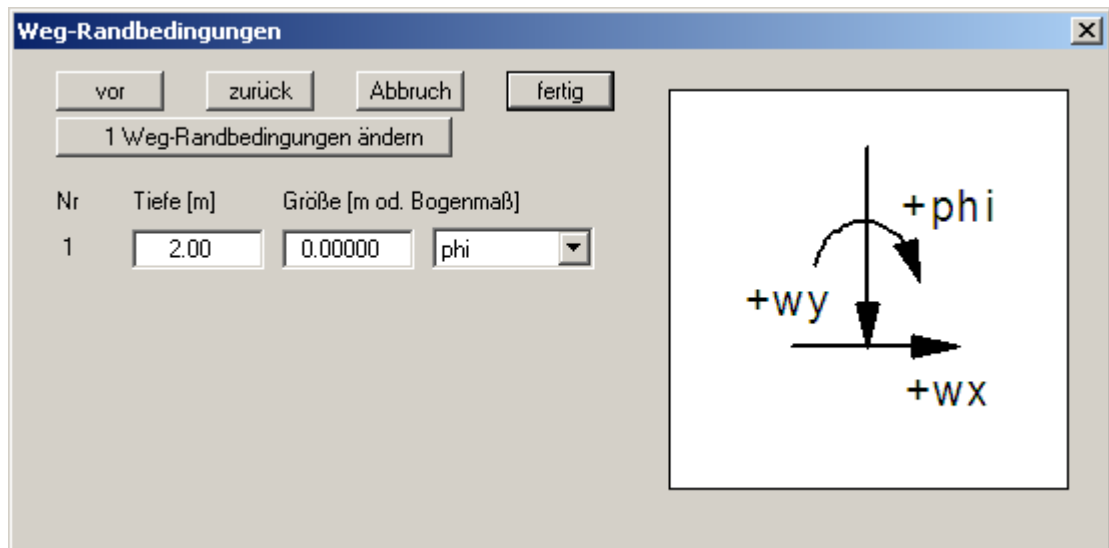 Weg-Randbedingungen
vor zurück Abbruch fertig
1 Weg-Randbedingungen ändern
Nr Tiefe [m] Größe [m od. Bogenmaß]
1 2.00 0.00000 phi
+phi
+wy
+wx